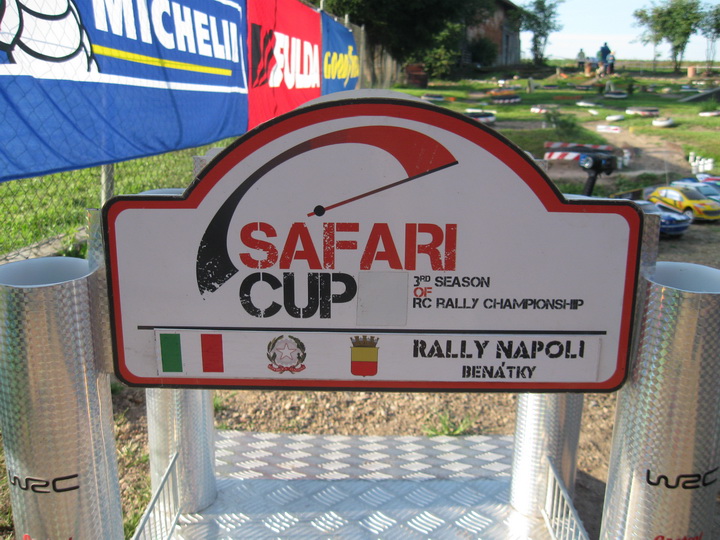 MICHELIN
FULDA
GOODYEAR
SAFARI
CUP
3RD SEASON
OF
RC RALLY CHAMPIONSHIP
RALLY NAPOLI
BENÁTKY
WRC
WRC